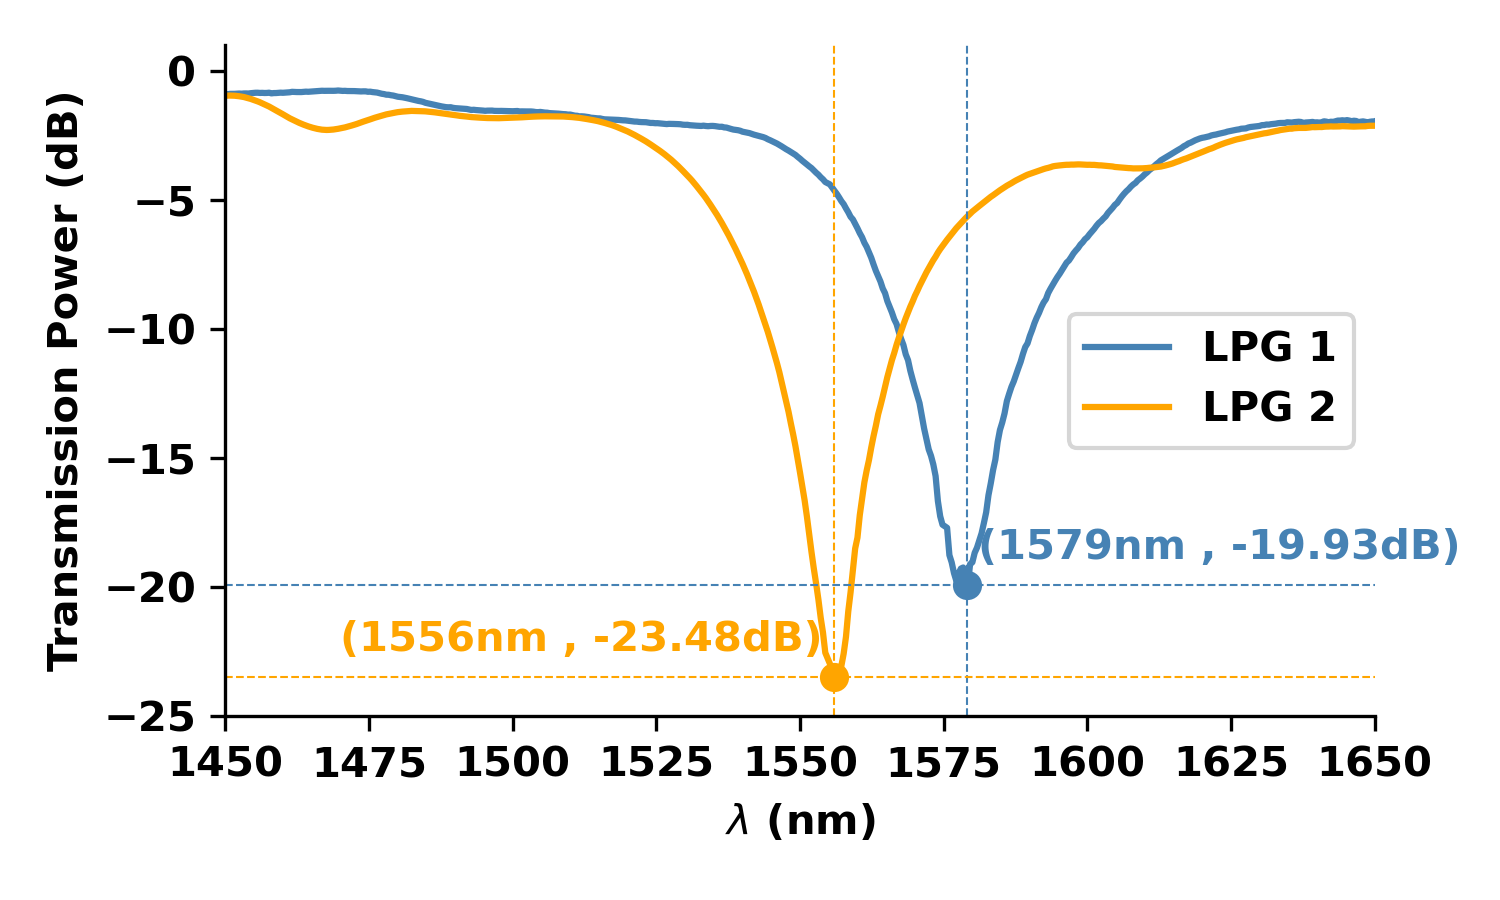 Transmission Power (dB)
0
−5
−10
−15
−20
−25
LPG 1
LPG 2
(1579nm , -19.93dB)
(1556nm , -23.48dB)
1450 1475 1500 1525 1550 1575 1600 1625 1650
λ (nm)